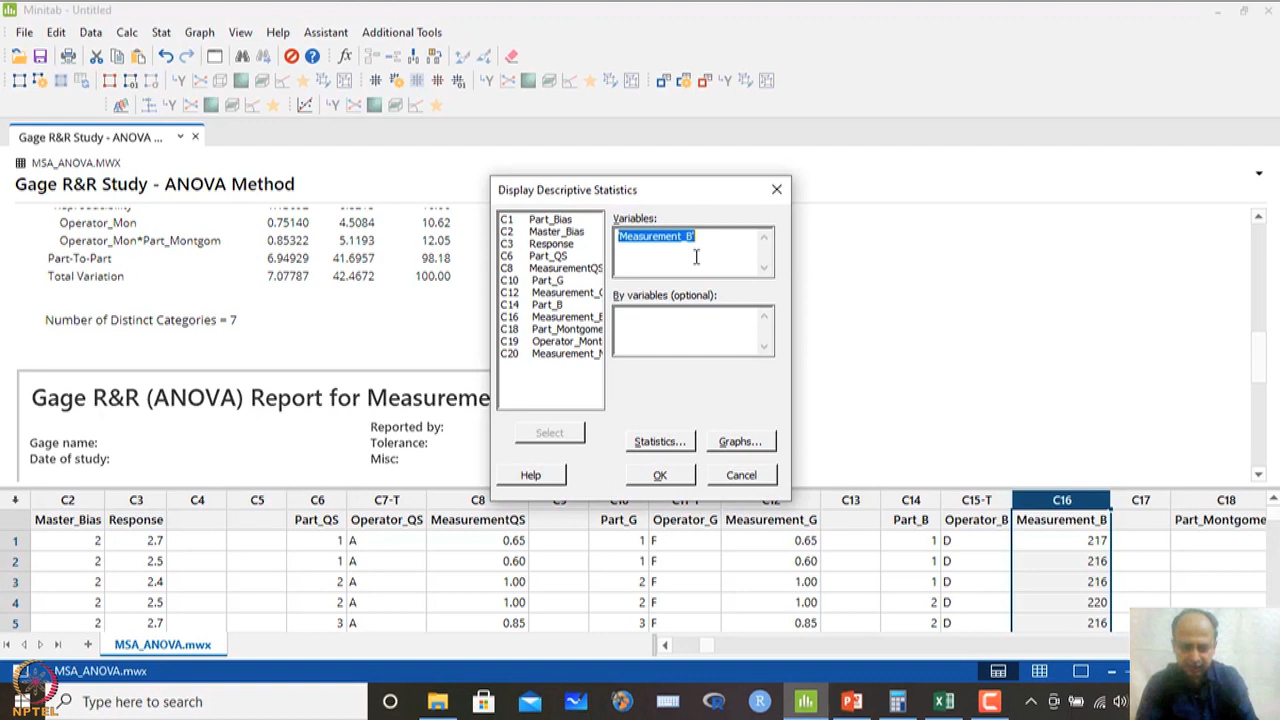 Minitab - Untitled
File Edit Data Calc Stat Graph View Help Assistant Additional Tools
Gage R&R Study - ANOVA ...
MSA_ANOVA.MWX
Gage R&R Study - ANOVA Method
Operator_Mon 0.75140 4.5084 10.62
Operator_Mon*Part_Montgom 0.85322 5.1193 12.05
Part-To-Part 6.94929 41.6957 98.18
Total Variation 7.07787 42.4672 100.00
Number of Distinct Categories = 7
Gage R&R (ANOVA) Report for Measureme
Reported by:
Gage name: Tolerance:
Date of study: Misc:
Display Descriptive Statistics
Variables:
C1 Part_Bias
C2 Master_Bias
C3 Response
C6 Part_QS
C8 MeasurementQS
C10 Part_G
C12 Measurement_
C14 Part_B
C16 Measurement_
C18 Part_Montgome
C19 Operator_Mont
C20 Measurement_
'Measurement_B'
By variables (optional):
Select
Statistics... Graphs...
Help OK Cancel
C2 C3 C4 C5 C6 C7-T C8 C10 C11-T C12 C13 C14 C15-T C16 C17 C18
Master_Bias Response Part_QS Operator_QS MeasurementQS Part_G Operator_G Measurement_G Part_B Operator_B Measurement_B Part_Montgome
1 2 2.7 1 A 0.65 1 F 0.65 1 D 217
2 2 2.5 1 A 0.60 1 F 0.60 1 D 216
3 2 2.4 2 A 1.00 2 F 1.00 1 D 216
4 2 2.5 2 A 1.00 2 F 1.00 2 D 220
5 2 2.7 3 A 0.85 3 F 0.85 2 D 216
MSA_ANOVA.mwx
MSA_ANOVA.mwx
Type here to search
NPTEL